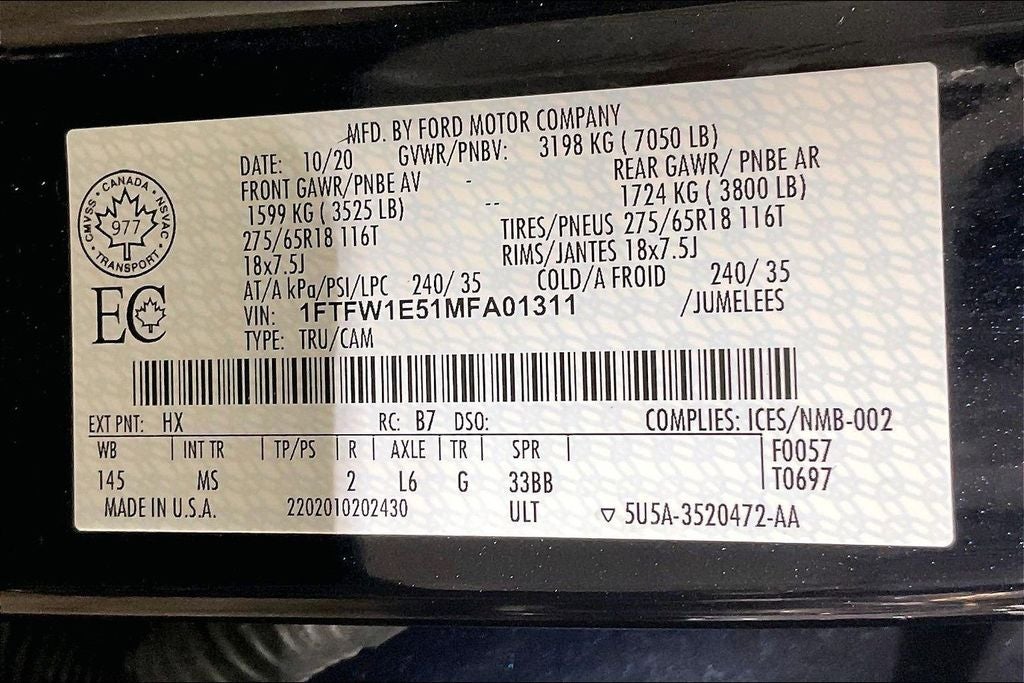 MFD. BY FORD MOTOR COMPANY
DATE: 10/20 GVWR/PNBV: 3198 KG ( 7050 LB)
FRONT GAWR/PNBE AV - REAR GAWR/ PNBE AR
1599 KG ( 3525 LB) -- 1724 KG ( 3800 LB)
275/65R18 116T TIRES/PNEUS 275/65R18 116T
18x7.5J RIMS/JANTES 18x7.5J
AT/A kPa/PSI/LPC 240/ 35 COLD/A FROID 240/ 35
VIN: 1FTFW1E51MFA01311 /JUMELEES
TYPE: TRU/CAM
CANADA
CMVSS NSVAC
977
TRANSPORT
EC
EXT PNT: HX RC: B7 DSO: COMPLIES: ICES/NMB-002
WB | INT TR | TP/PS | R | AXLE | TR | SPR | F0057
145 MS 2 L6 G 33BB T0697
MADE IN U.S.A. 2202010202430 ULT ▽ 5U5A-3520472-AA